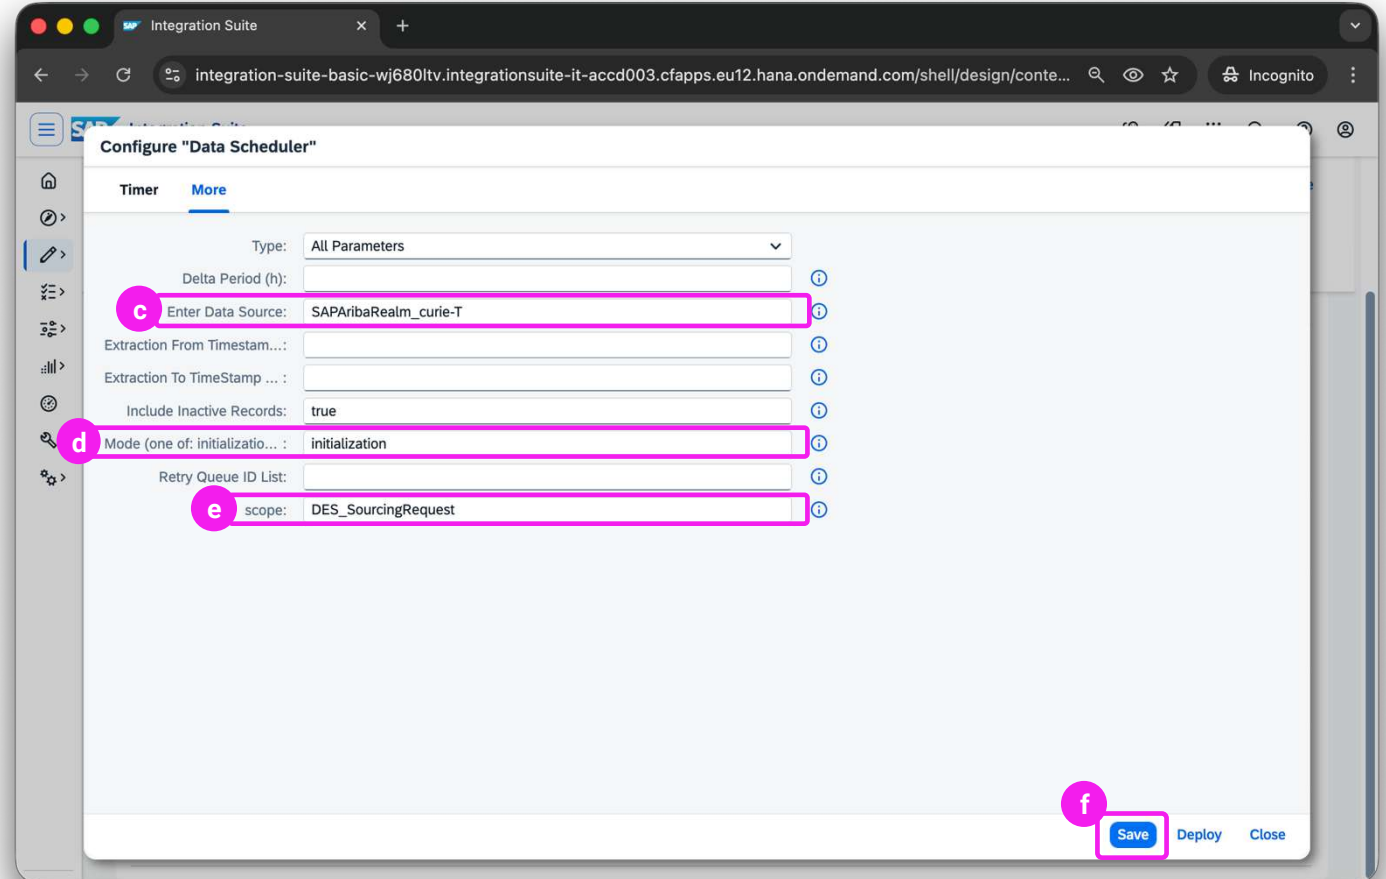 Integration Suite
integration-suite-basic-wj680ltv.integrationsuite-it-accd003.cfapps.eu12.hana.ondemand.com/shell/design/conte...
Incognito
Configure "Data Scheduler"
Timer More
Type: All Parameters
Delta Period (h):
c Enter Data Source: SAPAribaRealm_curie-T
Extraction From Timestam...:
Extraction To TimeStamp ... :
Include Inactive Records: true
d Mode (one of: initializatio... : initialization
Retry Queue ID List:
e scope: DES_SourcingRequest
f
Save Deploy Close